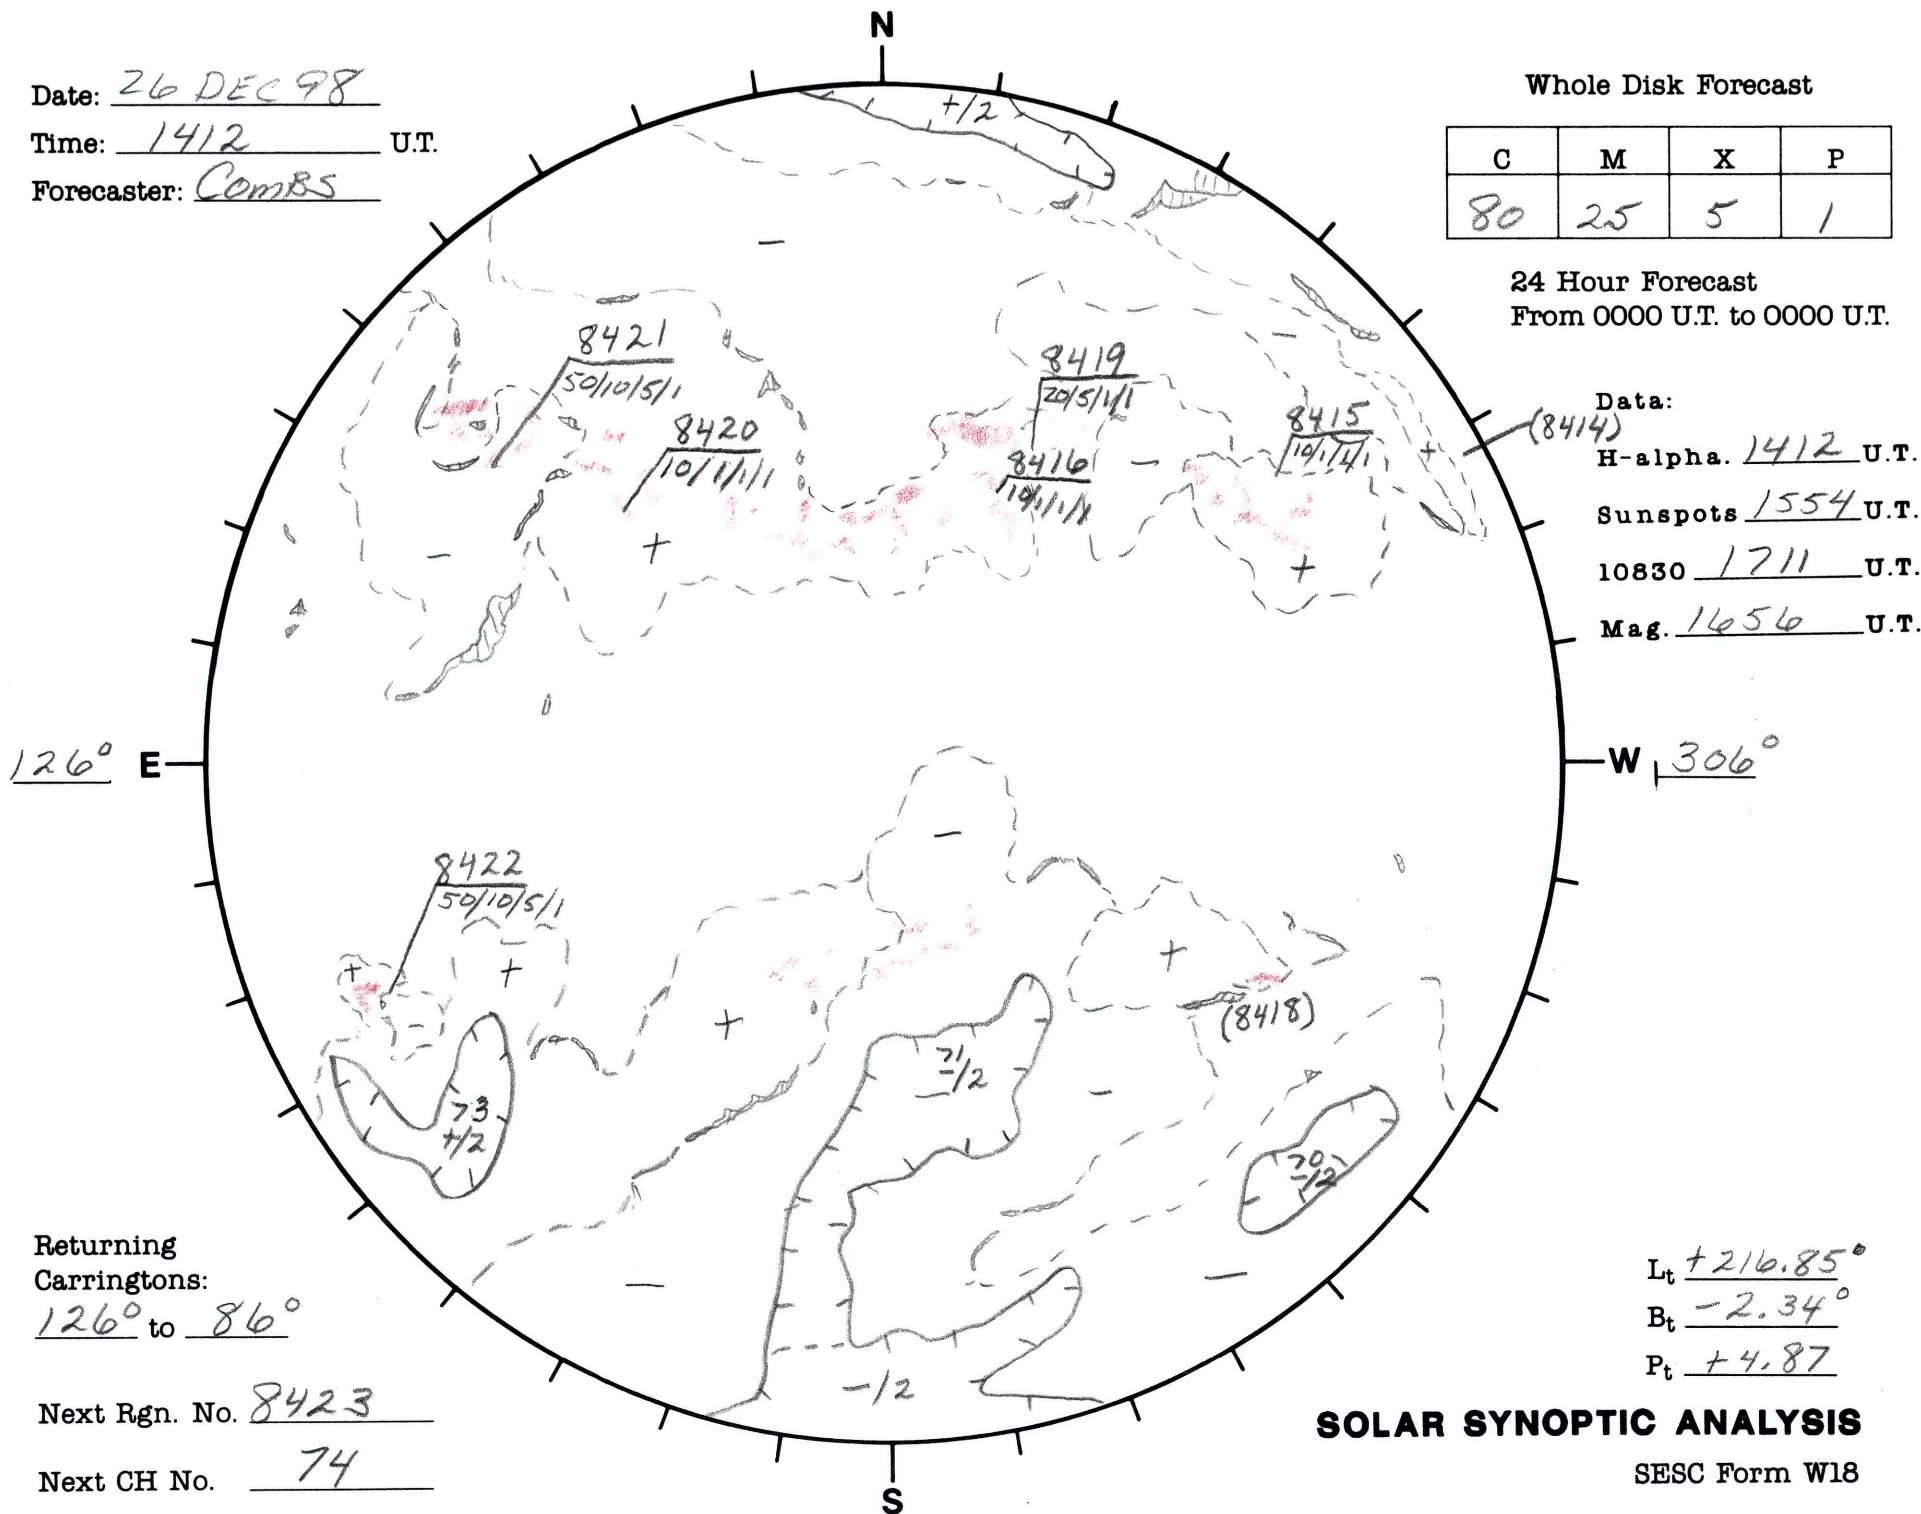 N
Date: 26 DEC 98
Time: 1412 U.T.
Forecaster: Combs
Whole Disk Forecast
C M X P
80 25 5 1
24 Hour Forecast
From 0000 U.T. to 0000 U.T.
Data:
H-alpha. 1412 U.T.
Sunspots 1554 U.T.
10830 1711 U.T.
Mag. 1656 U.T.
+/2
−
8421
50/10/5/1
8420
10/1/1/1
8419
20/5/1/1
8416
10/1/1/1
8415
10/1/1/1
(8414)
−
−
+
−
+
−
+
126° E
W 306°
−
8422
50/10/5/1
+
+
−
+
+
(8418)
71
−/2
73
+/2
−
70
−/2
−
−
−/2
Returning
Carringtons:
126° to 86°
Next Rgn. No. 8423
Next CH No. 74
Lt +216.85°
Bt −2.34°
Pt +4.87
SOLAR SYNOPTIC ANALYSIS
SESC Form W18
S